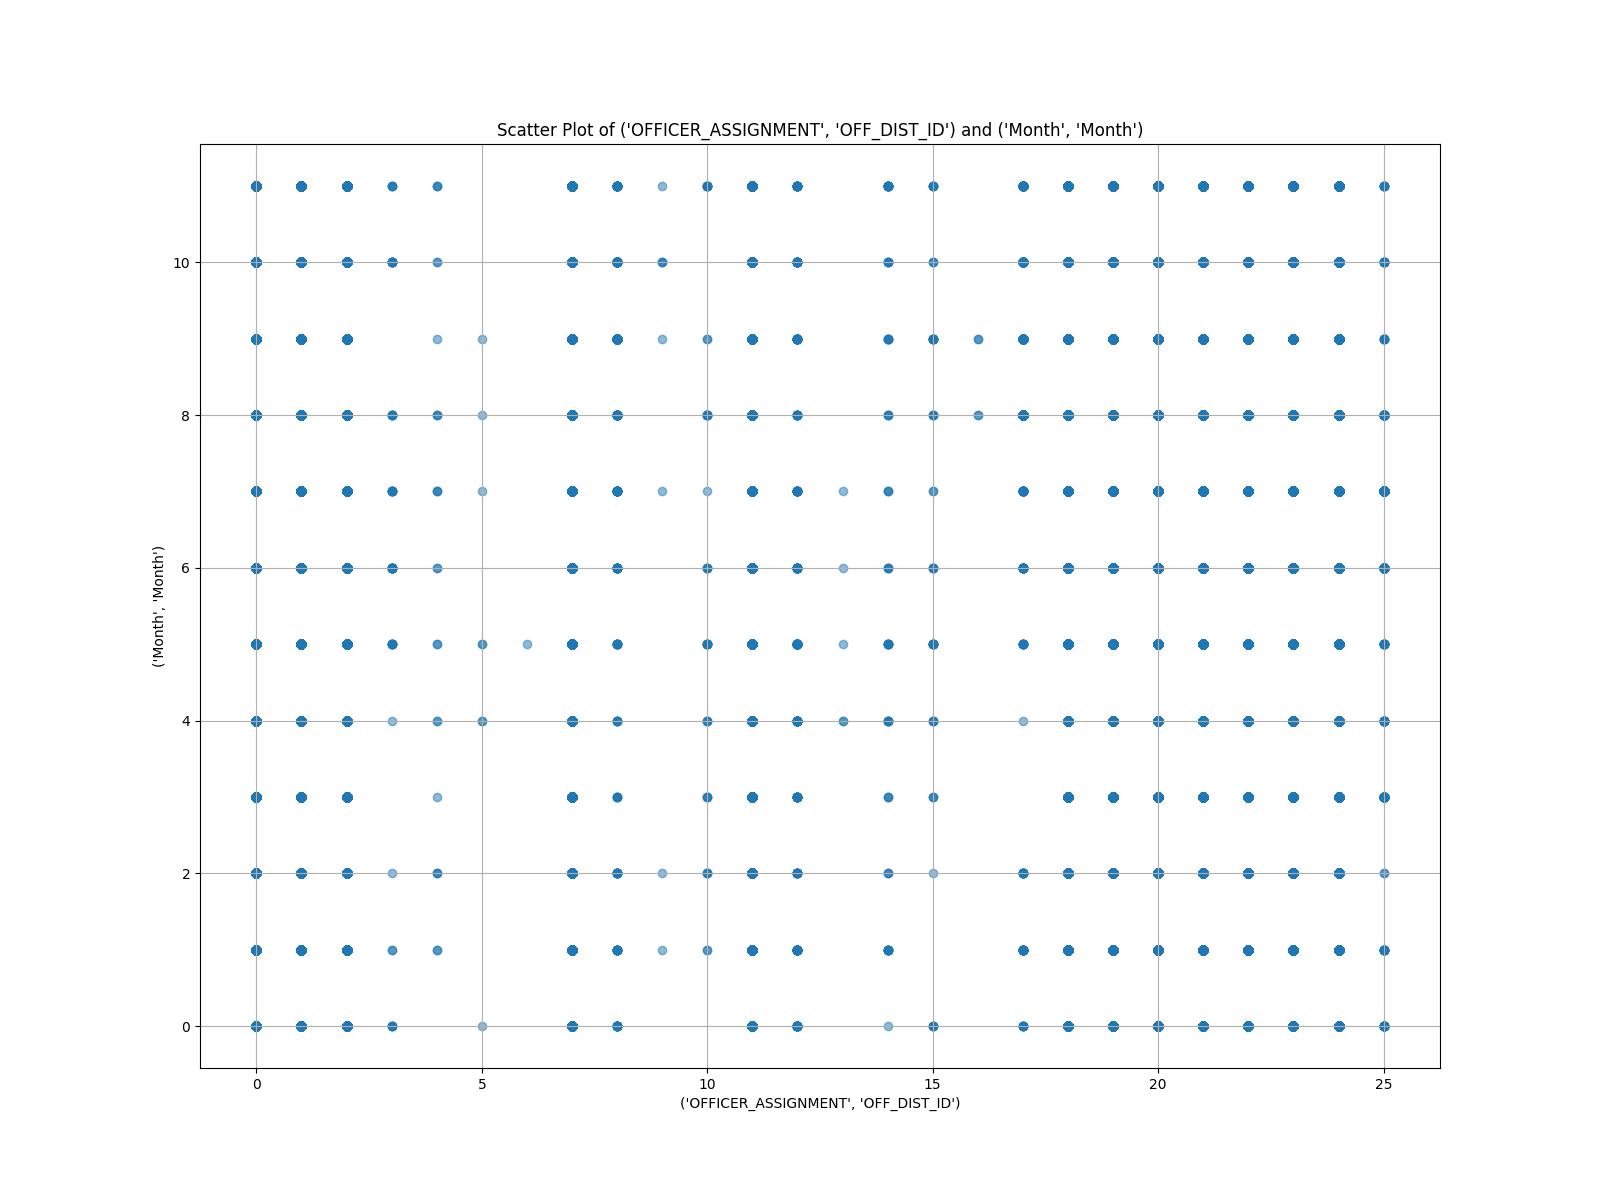 Scatter Plot of ('OFFICER_ASSIGNMENT', 'OFF_DIST_ID') and ('Month', 'Month')
10
8
6
4
2
0
('Month', 'Month')
0 5 10 15 20 25
('OFFICER_ASSIGNMENT', 'OFF_DIST_ID')